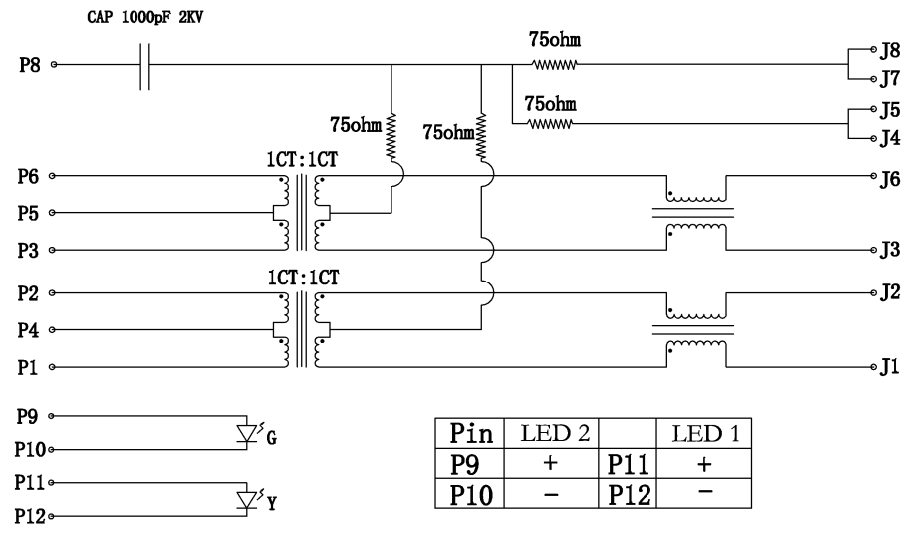 CAP 1000pF 2KV
75ohm
J8
P8
J7
75ohm
J5
75ohm
75ohm
J4
1CT:1CT
P6
J6
P5
P3
J3
1CT:1CT
P2
J2
P4
P1
J1
P9
G
P10
P11
Y
P12
Pin LED 2 LED 1
P9 + P11 +
P10 − P12 −